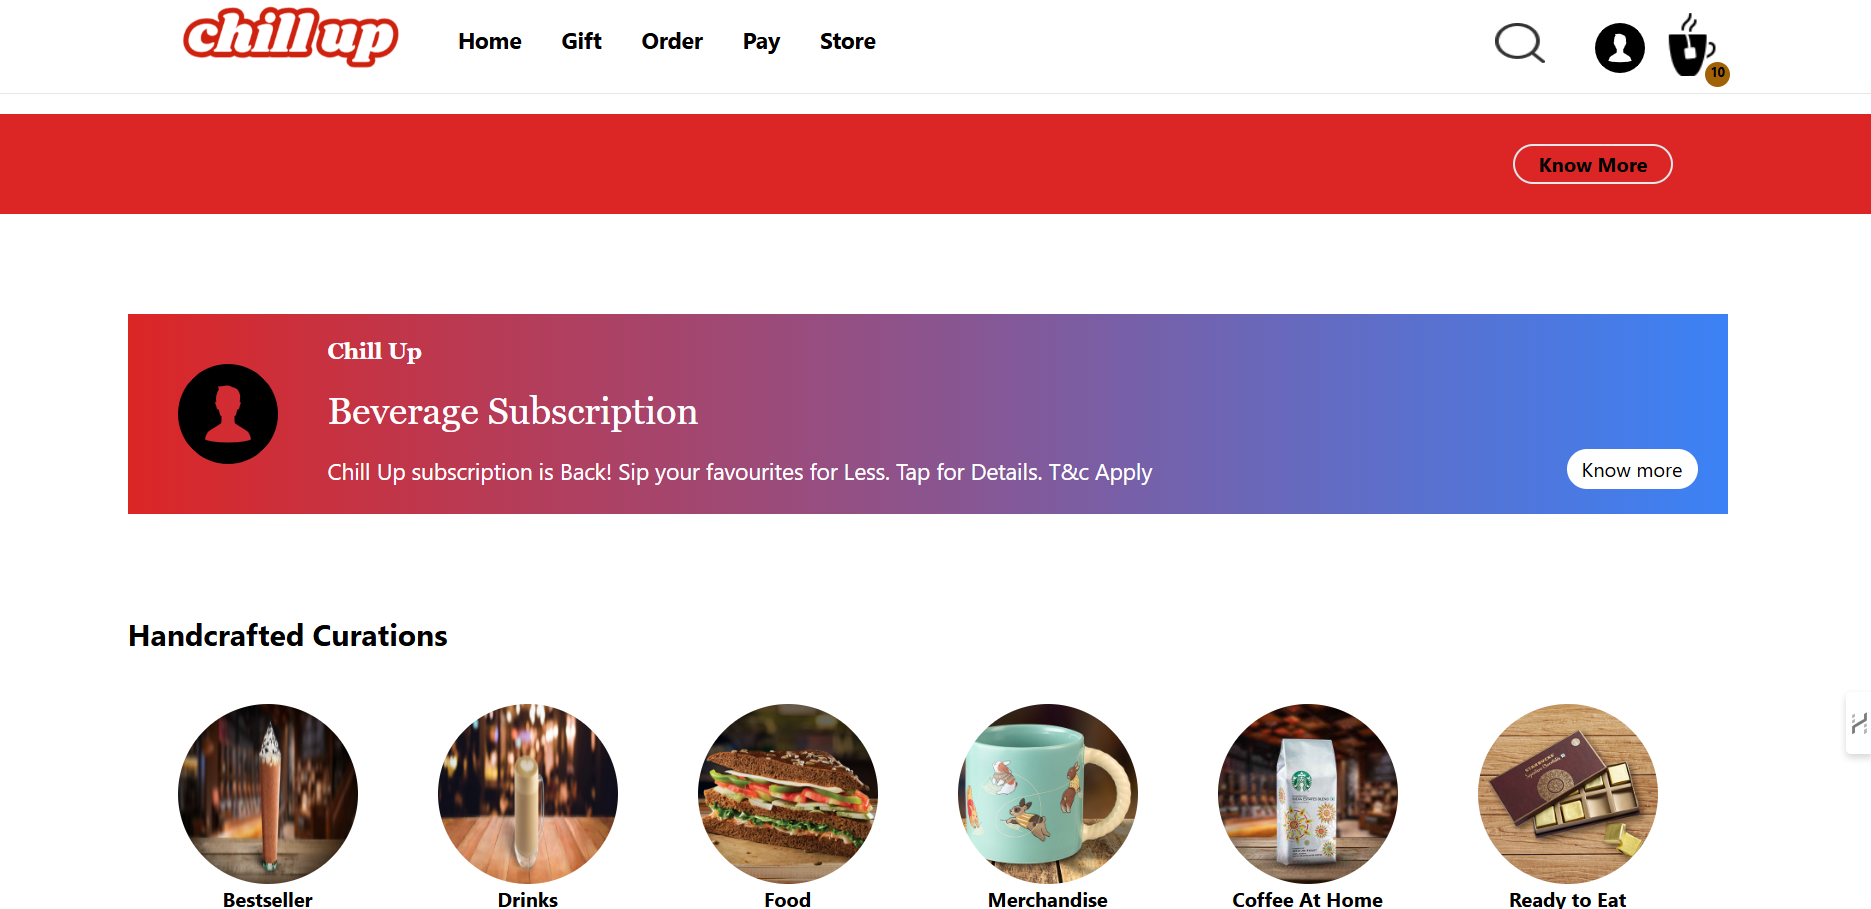 chill up
Home Gift Order Pay Store
10
Know More
Chill Up
Beverage Subscription
Chill Up subscription is Back! Sip your favourites for Less. Tap for Details. T&c Apply
Know more
Handcrafted Curations
Bestseller Drinks Food Merchandise Coffee At Home Ready to Eat